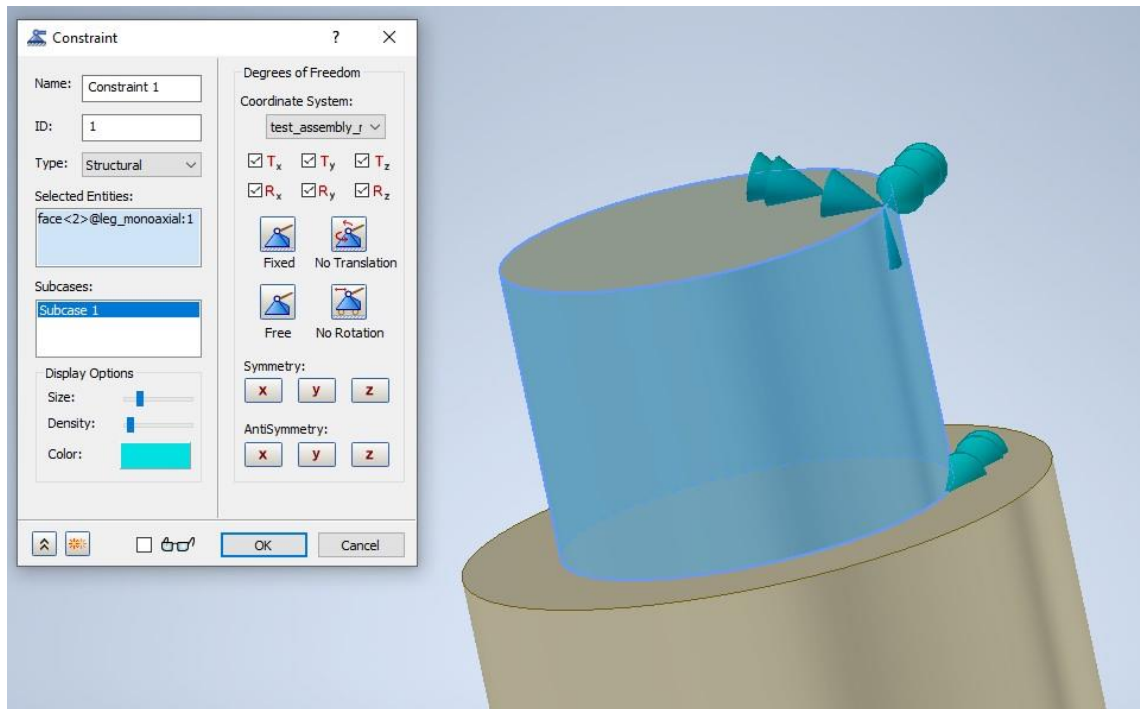 Constraint ? X
Name: Constraint 1
ID: 1
Type: Structural
Selected Entities:
face<2>@leg_monoaxial:1
Subcases:
Subcase 1
Display Options
Size:
Density:
Color:
Degrees of Freedom
Coordinate System:
test_assembly_r
Tx Ty Tz
Rx Ry Rz
Fixed No Translation
Free No Rotation
Symmetry:
x y z
AntiSymmetry:
x y z
OK Cancel